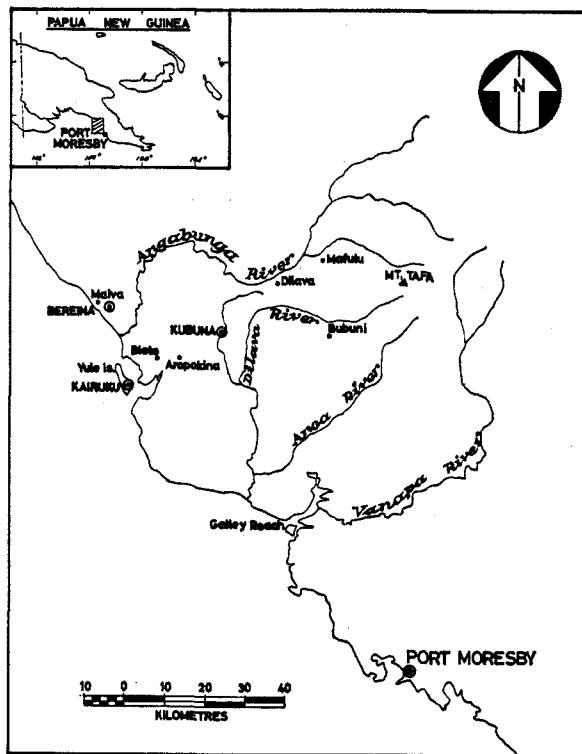 PAPUA NEW GUINEA
PORT
MORESBY
N
Angabunga River
Mafulu
Dilava
MT. TAFA
Maiva
BEREINA
KUBUNA
Dilava River
Bubuni
Bioto
Yule is.
Aropokina
KAIRUKU
Aroa River
Vanapa River
Galley Reach
PORT MORESBY
10 0 10 20 30 40
KILOMETRES